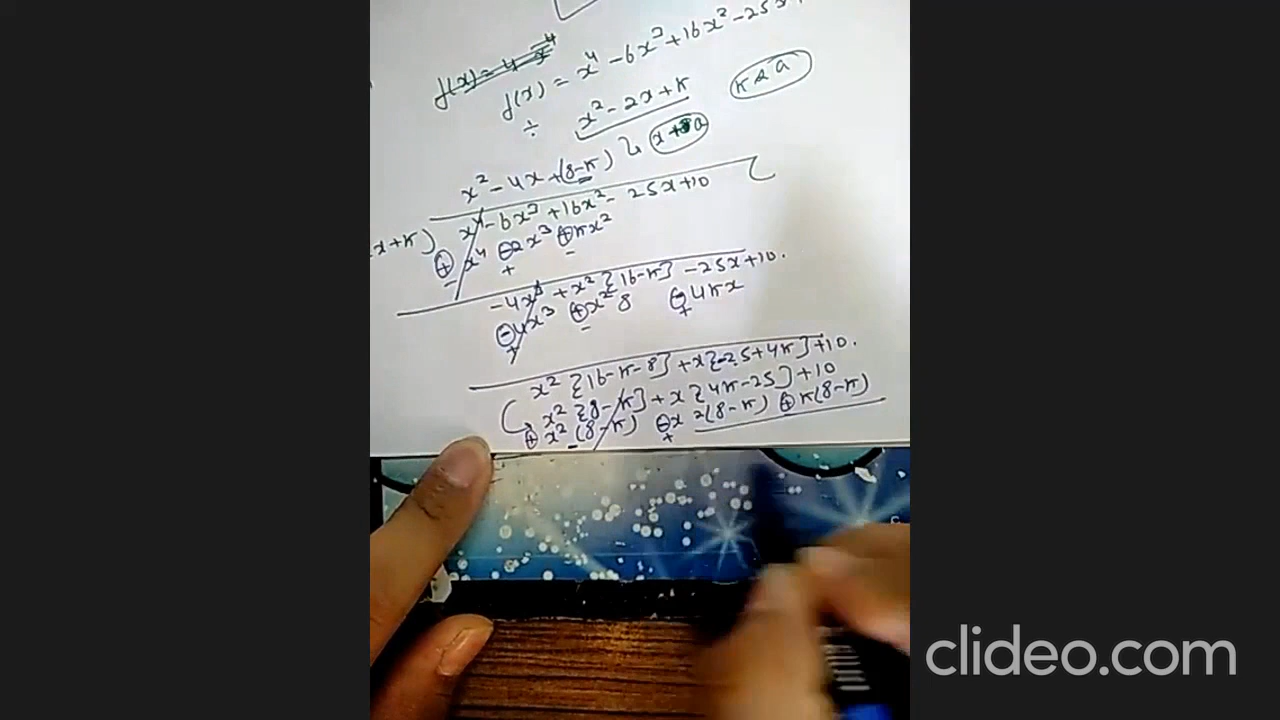 f(x) = 4 x⁴
f(x) = x⁴ - 6x³ + 16x² - 25x
÷ x² - 2x + k
k & a
x² - 4x + (8-k)
x + a
x + k) x⁴ - 6x³ + 16x² - 25x + 10
⊕ x⁴ ⊖ 2x³ ⊕ kx²
- + -
-4x³ + x² {16-k} - 25x + 10.
⊖ 4x³ ⊕ x² 8 ⊖ 4kx
+ - +
x² {16-k-8} + x{-25+4k} + 10.
x² {8-k} + x {4k-25} + 10
⊕ x² (8-k) ⊖ x 2(8-k) ⊕ k(8-k)
- +
clideo.com